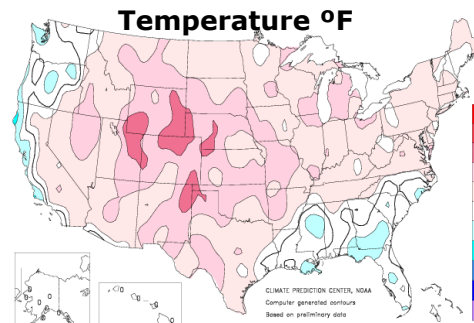 Temperature ºF
CLIMATE PREDICTION CENTER, NOAA
Computer generated contours
Based on preliminary data